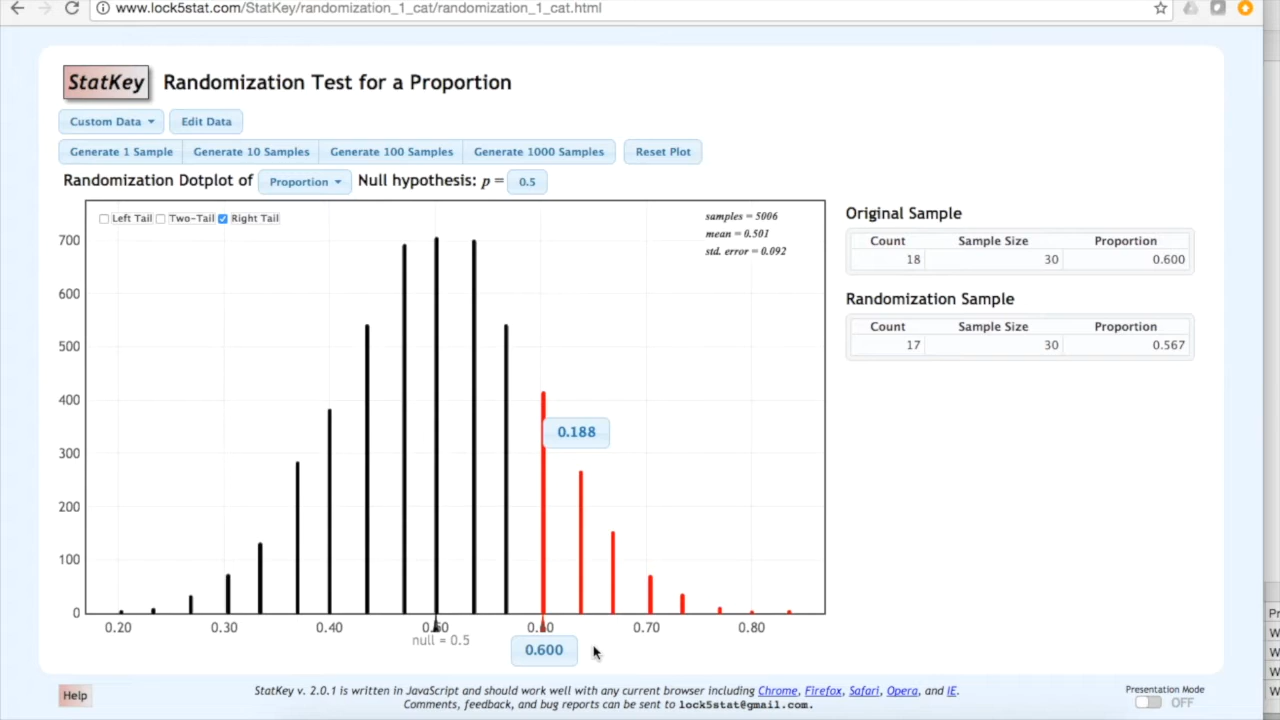 www.lock5stat.com/StatKey/randomization_1_cat/randomization_1_cat.html
StatKey Randomization Test for a Proportion
Custom Data Edit Data
Generate 1 Sample Generate 10 Samples Generate 100 Samples Generate 1000 Samples Reset Plot
Randomization Dotplot of Proportion Null hypothesis: p = 0.5
Left Tail Two-Tail Right Tail
samples = 5006
mean = 0.501
std. error = 0.092
700
600
500
400
300
200
100
0
0.188
0.20 0.30 0.40 0.50 0.60 0.70 0.80
null = 0.5
0.600
Original Sample
Count Sample Size Proportion
18 30 0.600
Randomization Sample
Count Sample Size Proportion
17 30 0.567
Help
StatKey v. 2.0.1 is written in JavaScript and should work well with any current browser including Chrome, Firefox, Safari, Opera, and IE.
Comments, feedback, and bug reports can be sent to lock5stat@gmail.com.
Presentation Mode
OFF
Pr
W
W
W
W